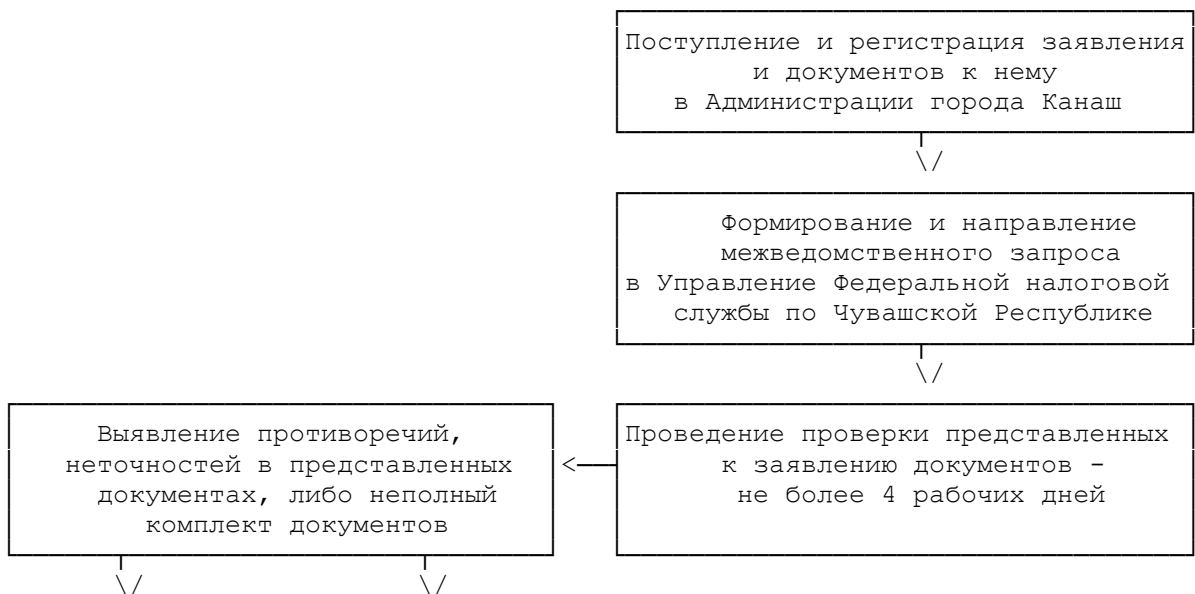 Поступление и регистрация заявления
и документов к нему
в Администрации города Канаш
Формирование и направление
межведомственного запроса
в Управление Федеральной налоговой
службы по Чувашской Республике
Выявление противоречий,
неточностей в представленных
документах, либо неполный
комплект документов
Проведение проверки представленных
к заявлению документов -
не более 4 рабочих дней